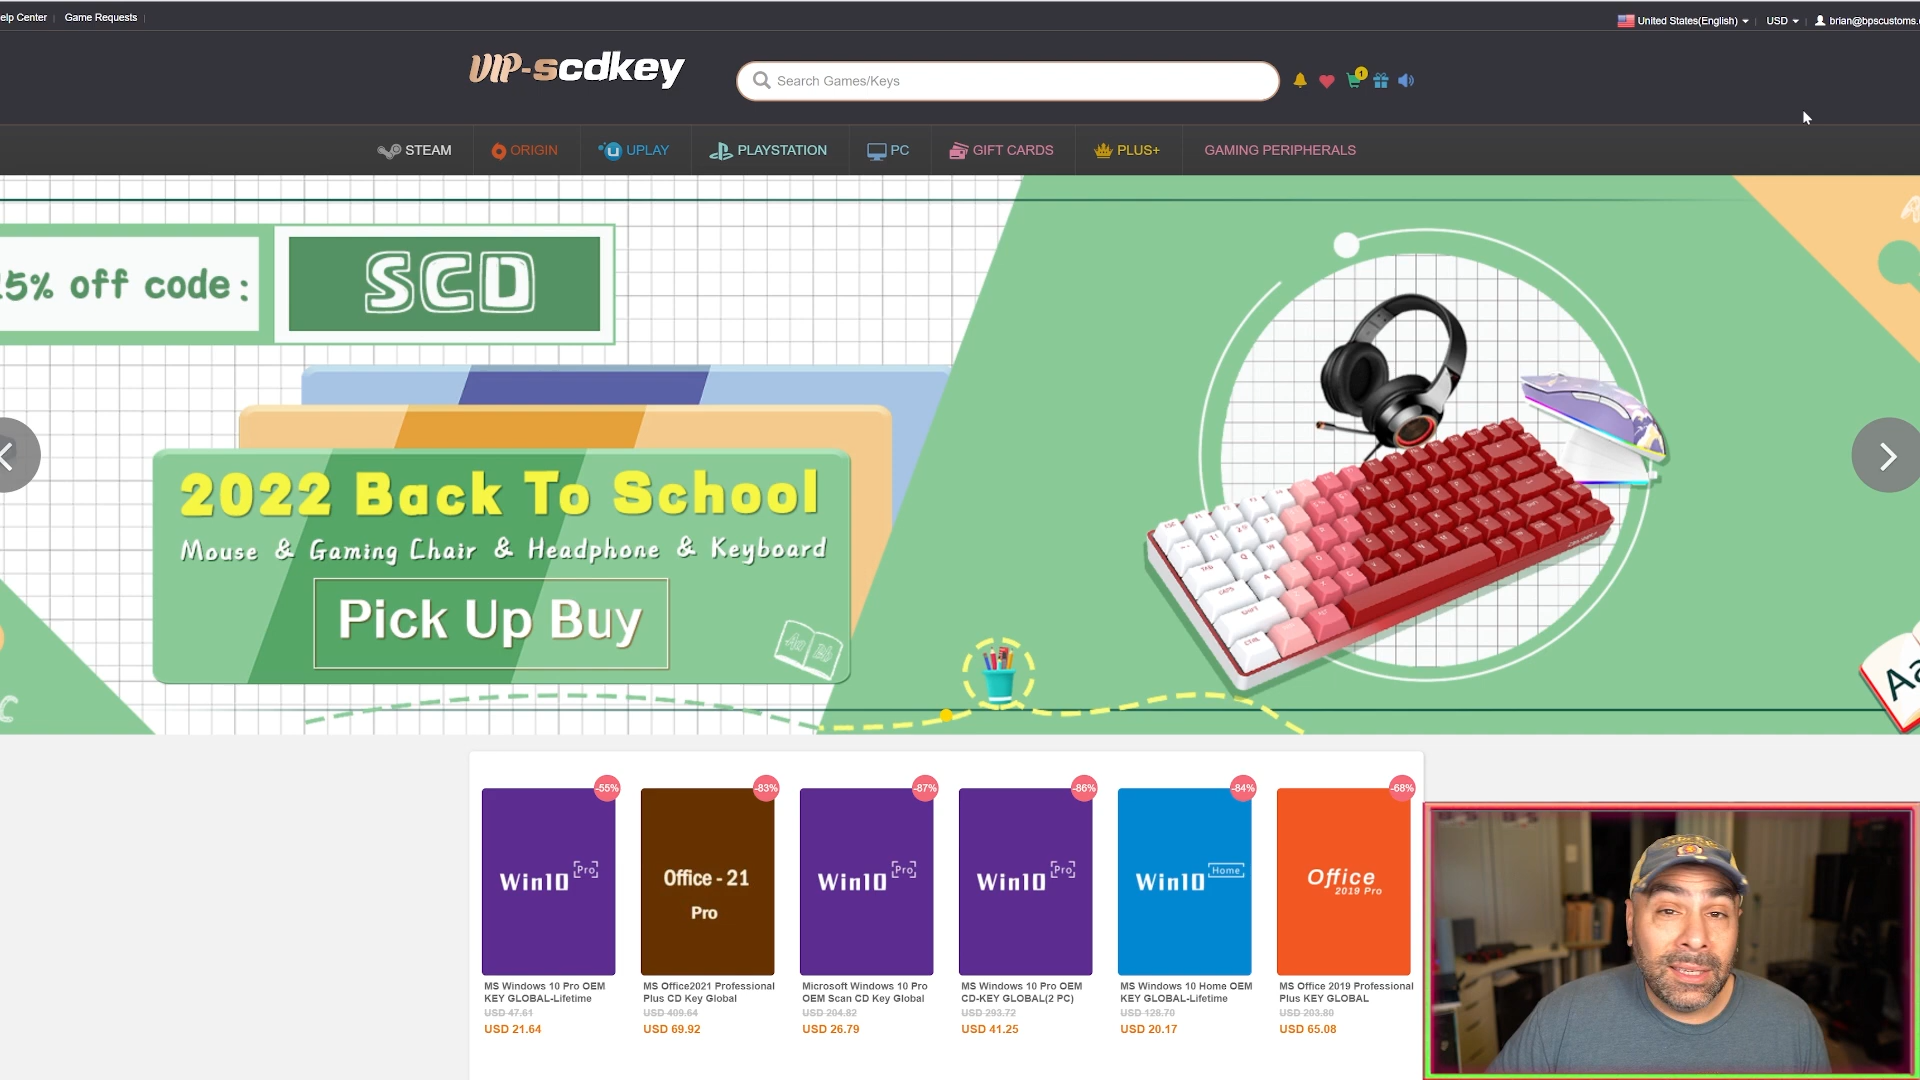 elp Center
Game Requests
United States(English)
USD
brian@bpscustoms.
VIP-scdkey
Search Games/Keys
1
STEAM
ORIGIN
UPLAY
PLAYSTATION
PC
GIFT CARDS
PLUS+
GAMING PERIPHERALS
5% off code:
SCD
2022 Back To School
Mouse & Gaming Chair & Headphone & Keyboard
Pick Up Buy
Aa
-55%
-83%
-87%
-86%
-84%
-68%
Win10 Pro
Office - 21
Pro
Win10 Pro
Win10 Pro
Win10 Home
Office
2019 Pro
MS Windows 10 Pro OEM
KEY GLOBAL-Lifetime
USD 47.61
USD 21.64
MS Office2021 Professional
Plus CD Key Global
USD 409.64
USD 69.92
Microsoft Windows 10 Pro
OEM Scan CD Key Global
USD 204.82
USD 26.79
MS Windows 10 Pro OEM
CD-KEY GLOBAL(2 PC)
USD 293.72
USD 41.25
MS Windows 10 Home OEM
KEY GLOBAL-Lifetime
USD 128.70
USD 20.17
MS Office 2019 Professional
Plus KEY GLOBAL
USD 203.80
USD 65.08